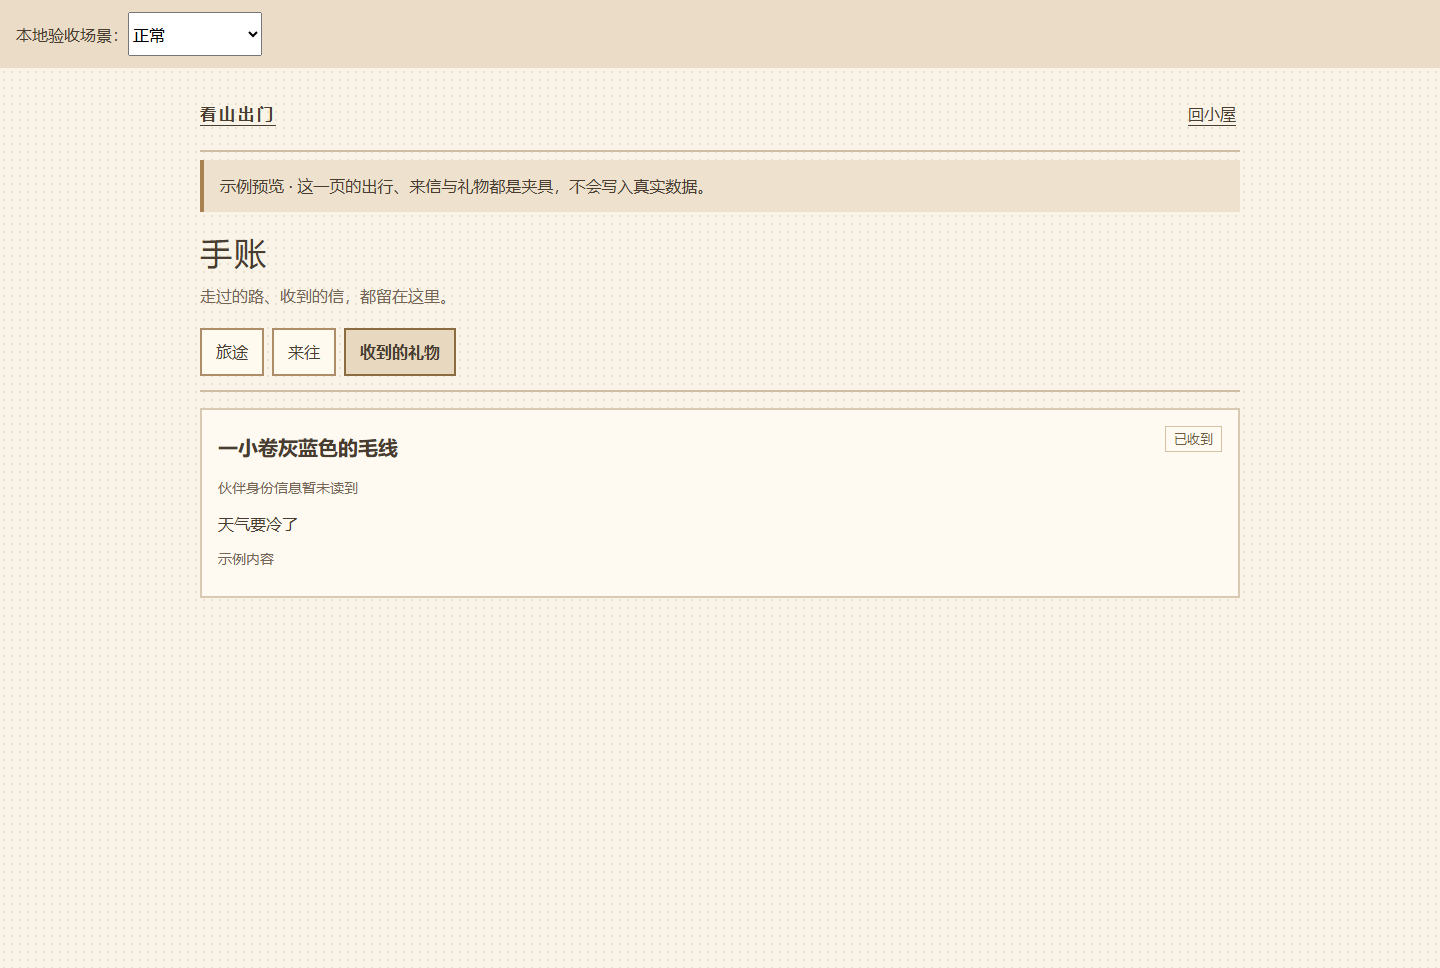 本地验收场景： 正常
看山出门 回小屋
示例预览 · 这一页的出行、来信与礼物都是夹具，不会写入真实数据。
手账
走过的路、收到的信，都留在这里。
旅途 来往 收到的礼物
一小卷灰蓝色的毛线 已收到
伙伴身份信息暂未读到
天气要冷了
示例内容